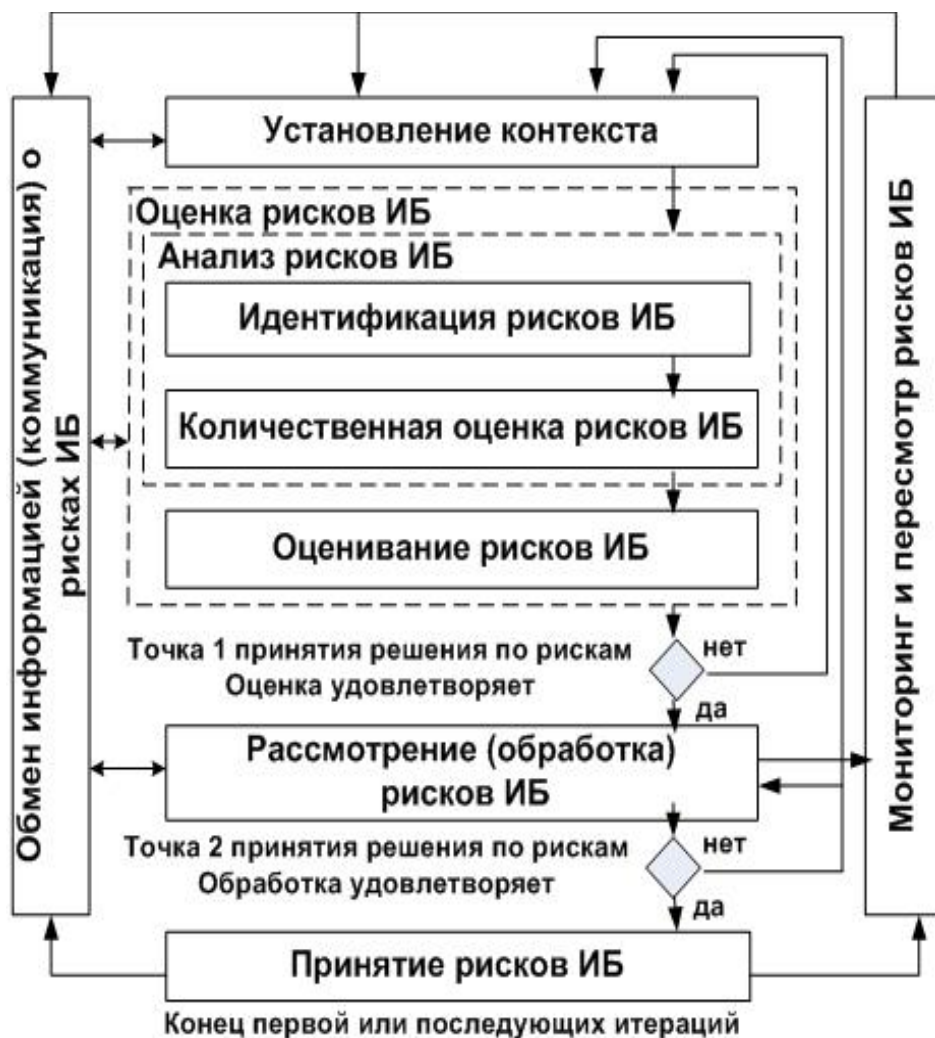 Обмен информацией (коммуникация) о
рисках ИБ
Установление контекста
Оценка рисков ИБ
Анализ рисков ИБ
Идентификация рисков ИБ
Количественная оценка рисков ИБ
Оценивание рисков ИБ
Точка 1 принятия решения по рискам
Оценка удовлетворяет
нет
да
Рассмотрение (обработка)
рисков ИБ
Точка 2 принятия решения по рискам
Обработка удовлетворяет
нет
да
Принятие рисков ИБ
Конец первой или последующих итераций
Мониторинг и пересмотр рисков ИБ